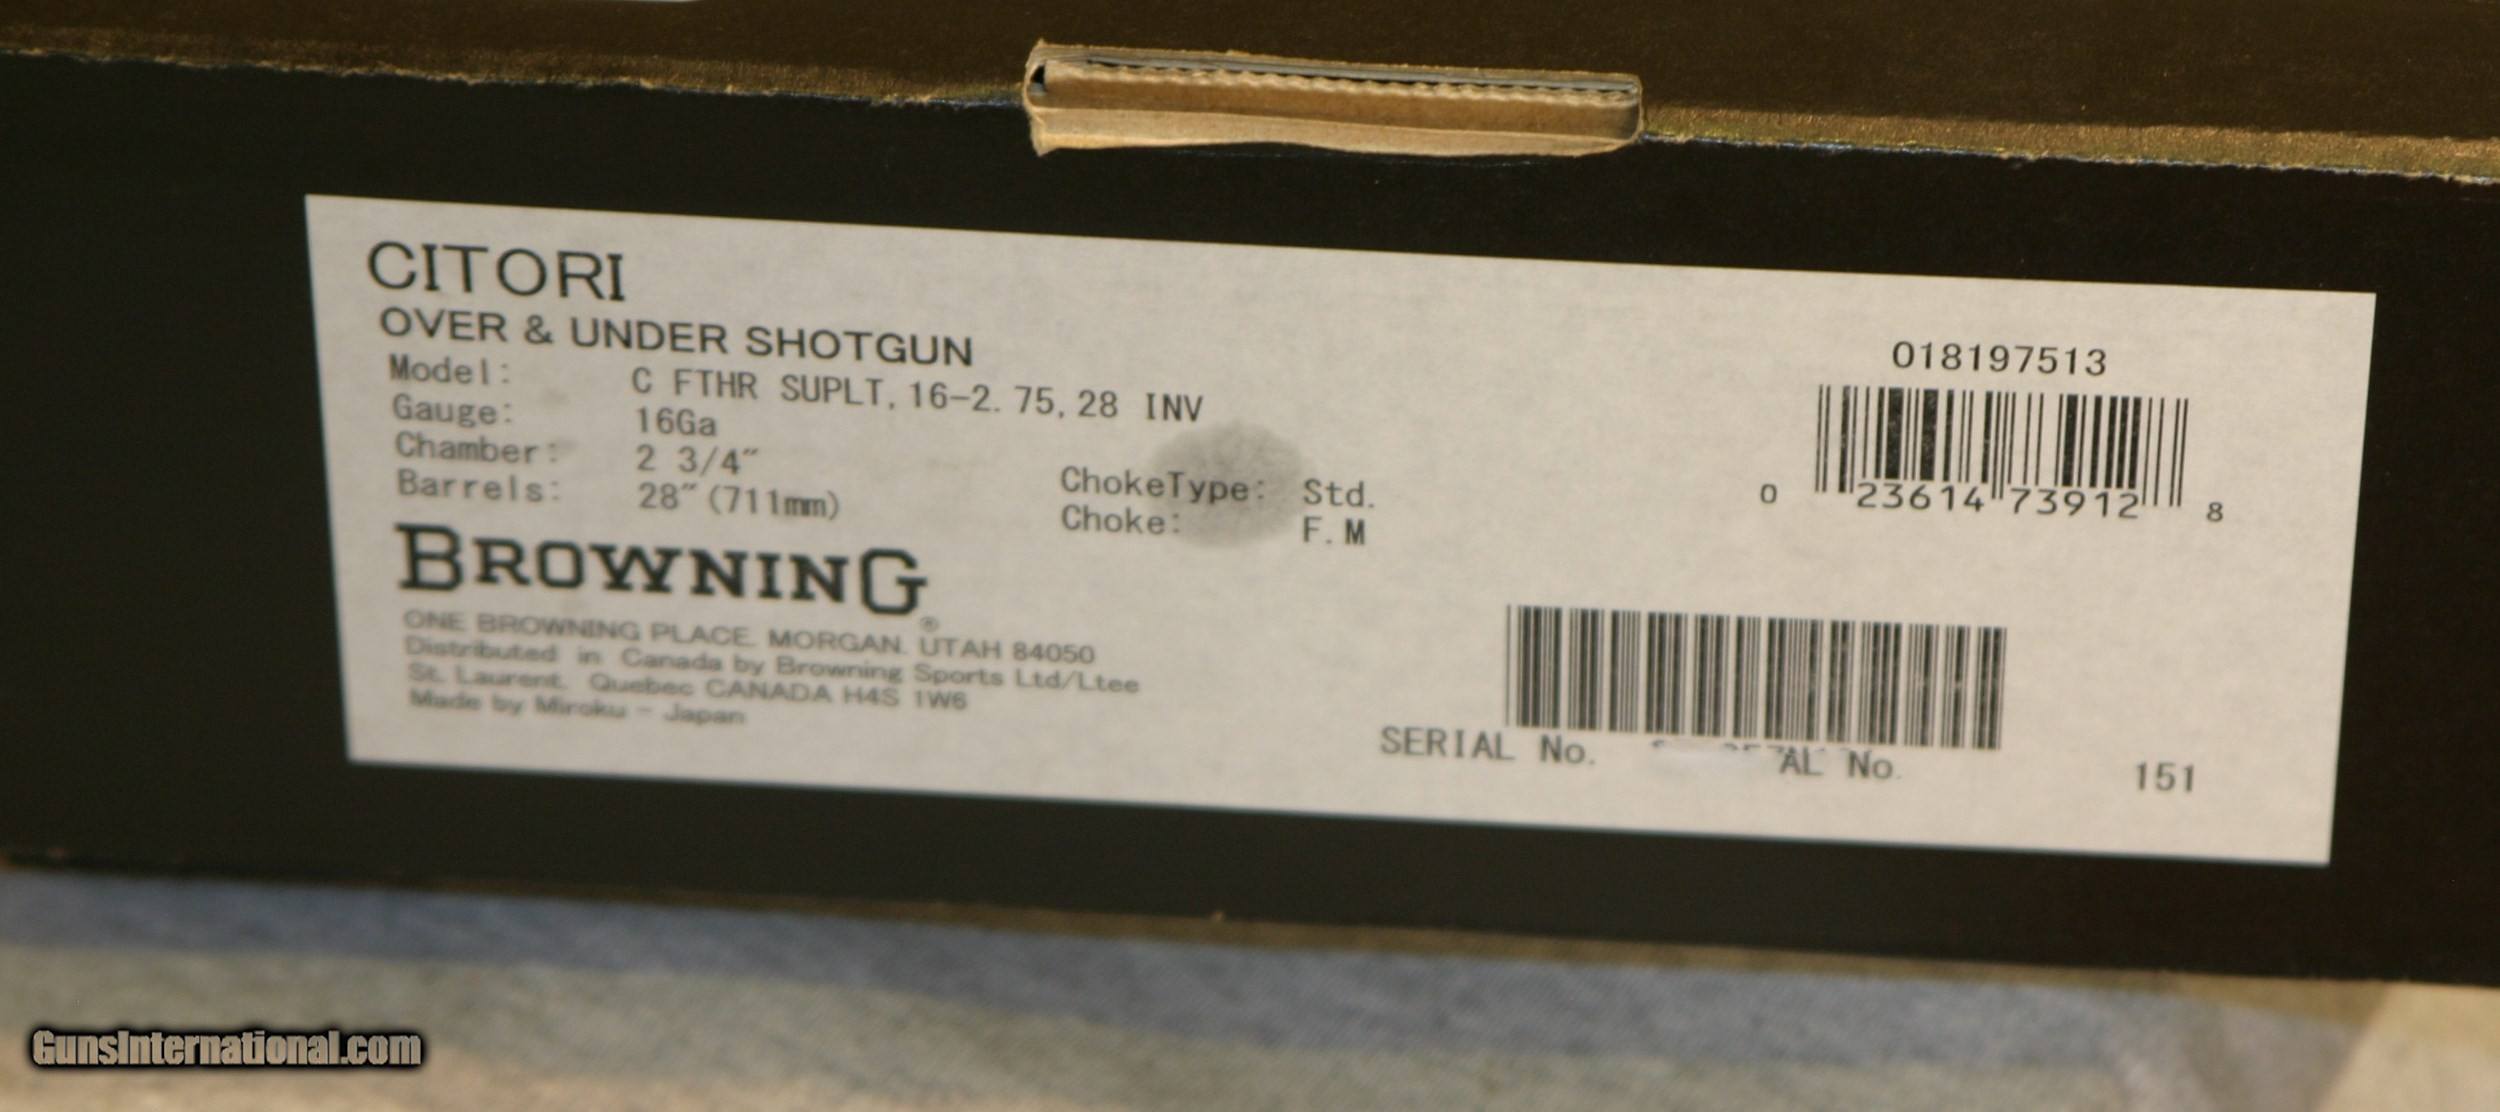 CITORI
OVER & UNDER SHOTGUN
Model: C FTHR SUPLT, 16-2.75, 28 INV
Gauge: 16Ga
Chamber: 2 3/4"
Barrels: 28"(711mm)
ChokeType: Std.
Choke: F.M
BROWNING®
ONE BROWNING PLACE. MORGAN. UTAH 84050
Distributed in Canada by Browning Sports Ltd/Ltee
St. Laurent. Quebec CANADA H4S 1W6
Made by Miroku - Japan
018197513
0 23614 73912 8
SERIAL No. AL No.
151
GunsInternational.com